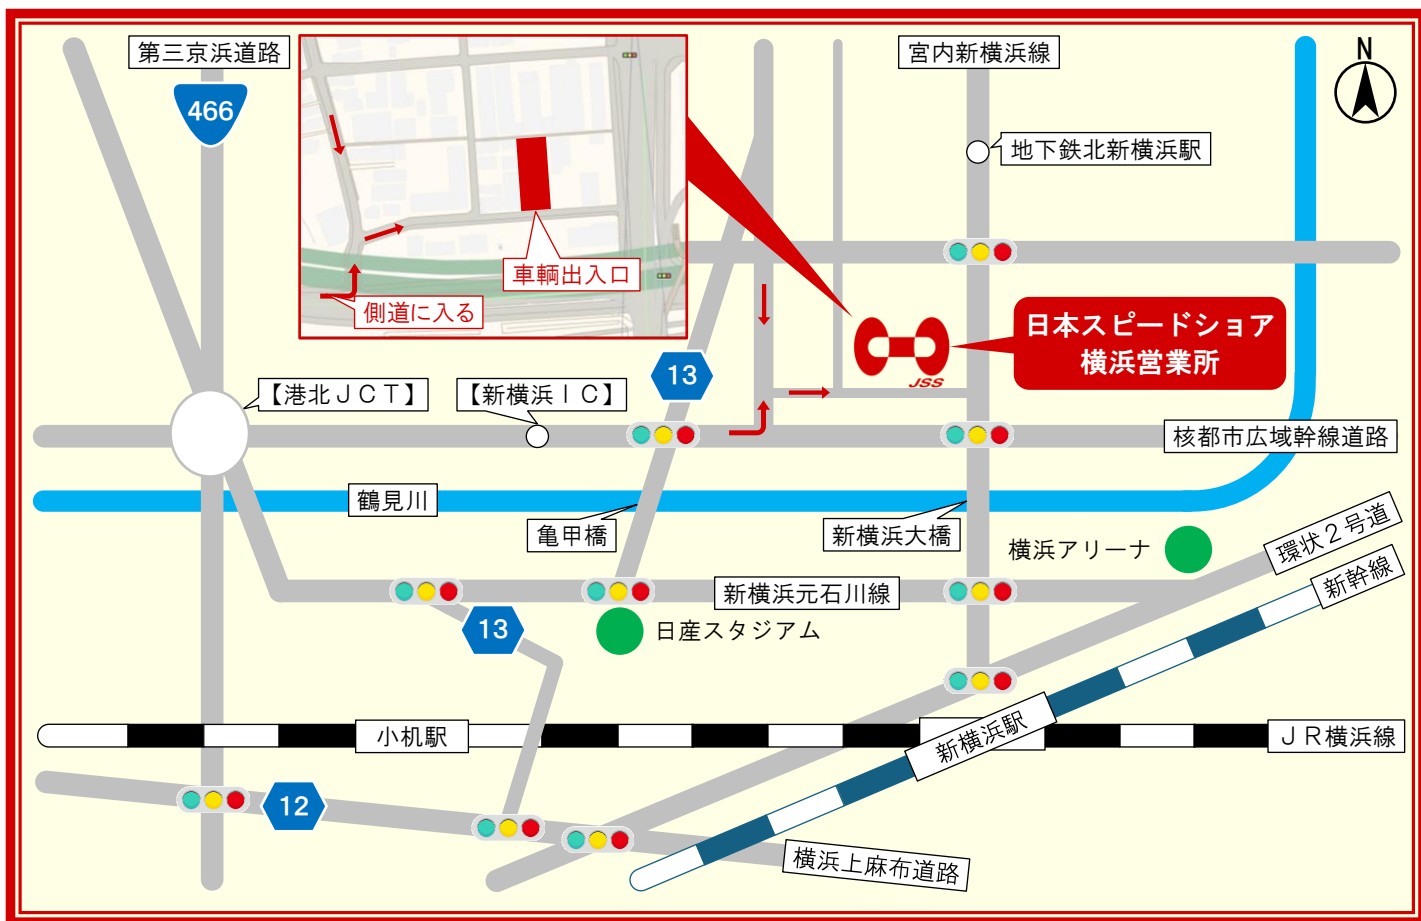 第三京浜道路
466
宮内新横浜線
N
地下鉄北新横浜駅
車輌出入口
側道に入る
日本スピードショア
横浜営業所
JSS
13
【港北JCT】
【新横浜IC】
核都市広域幹線道路
鶴見川
亀甲橋
新横浜大橋
横浜アリーナ
環状2号道
新幹線
新横浜元石川線
13
日産スタジアム
小机駅
新横浜駅
JR横浜線
12
横浜上麻布道路